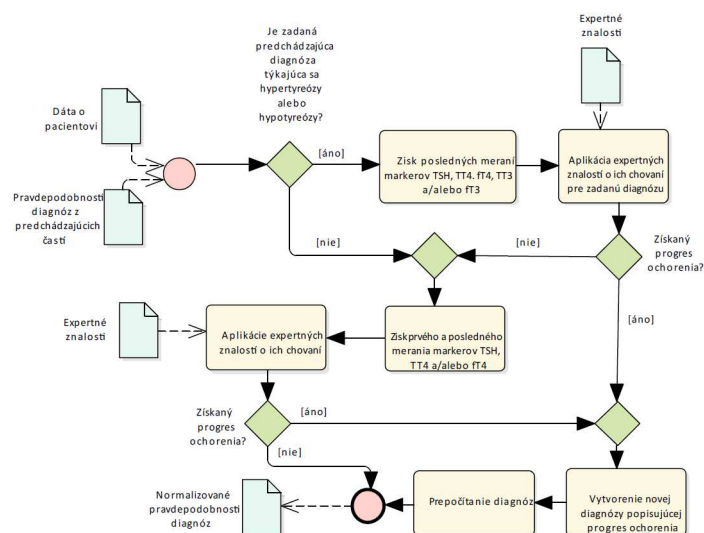 Je zadaná
predchádzajúca
diagnóza
týkajúca sa
hypertyreózy
alebo
hypotyreózy?
Expertné
znalosti
Dáta o
pacientovi
[áno]
Zisk posledných meraní
markerov TSH, TT4. fT4, TT3
a/alebo fT3
Aplikácia expertných
znalostí o ich chovaní
pre zadanú diagnózu
Pravdepodobnosti
diagnóz z
predchádzajúcich
častí
[nie]
[nie]
Získaný
progres
ochorenia?
Expertné
znalosti
Aplikácie expertných
znalostí o ich chovaní
Zisk prvého a posledného
merania markerov TSH,
TT4 a/alebo fT4
[áno]
Získaný
progres
ochorenia?
[áno]
[nie]
Normalizované
pravdepodobnosti
diagnóz
Prepočítanie diagnóz
Vytvorenie novej
diagnózy popisujúcej
progres ochorenia